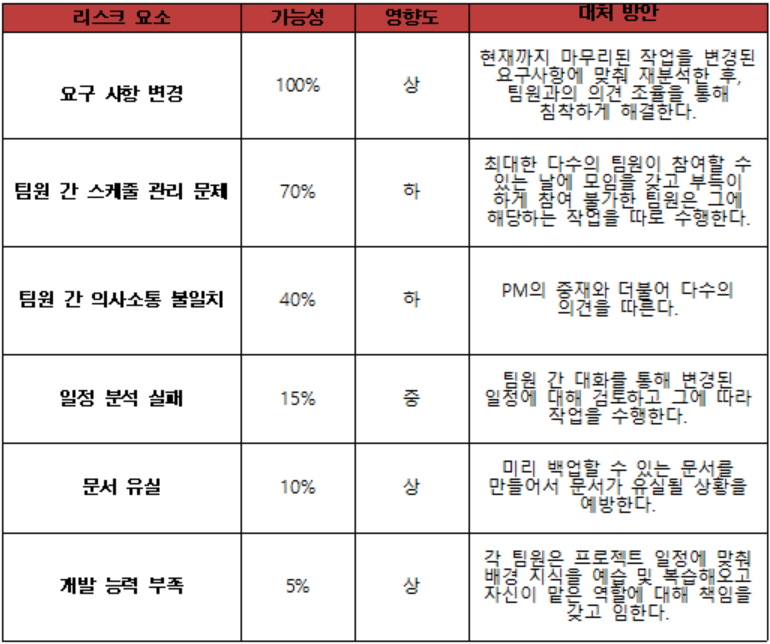 리스크 요소 가능성 영향도 대처 방안
요구 사항 변경 100% 상
현재까지 마무리된 작업을 변경된
요구사항에 맞춰 재분석한 후,
팀원과의 의견 조율을 통해
침착하게 해결한다.
팀원 간 스케줄 관리 문제 70% 하
최대한 다수의 팀원이 참여할 수
있는 날에 모임을 갖고 부득이
하게 참여 불가한 팀원은 그에
해당하는 작업을 따로 수행한다.
팀원 간 의사소통 불일치 40% 하
PM의 중재와 더불어 다수의
의견을 따른다.
일정 분석 실패 15% 중
팀원 간 대화를 통해 변경된
일정에 대해 검토하고 그에 따라
작업을 수행한다.
문서 유실 10% 상
미리 백업할 수 있는 문서를
만들어서 문서가 유실될 상황을
예방한다.
개발 능력 부족 5% 상
각 팀원은 프로젝트 일정에 맞춰
배경 지식을 예습 및 복습해오고
자신이 맡은 역할에 대해 책임을
갖고 임한다.